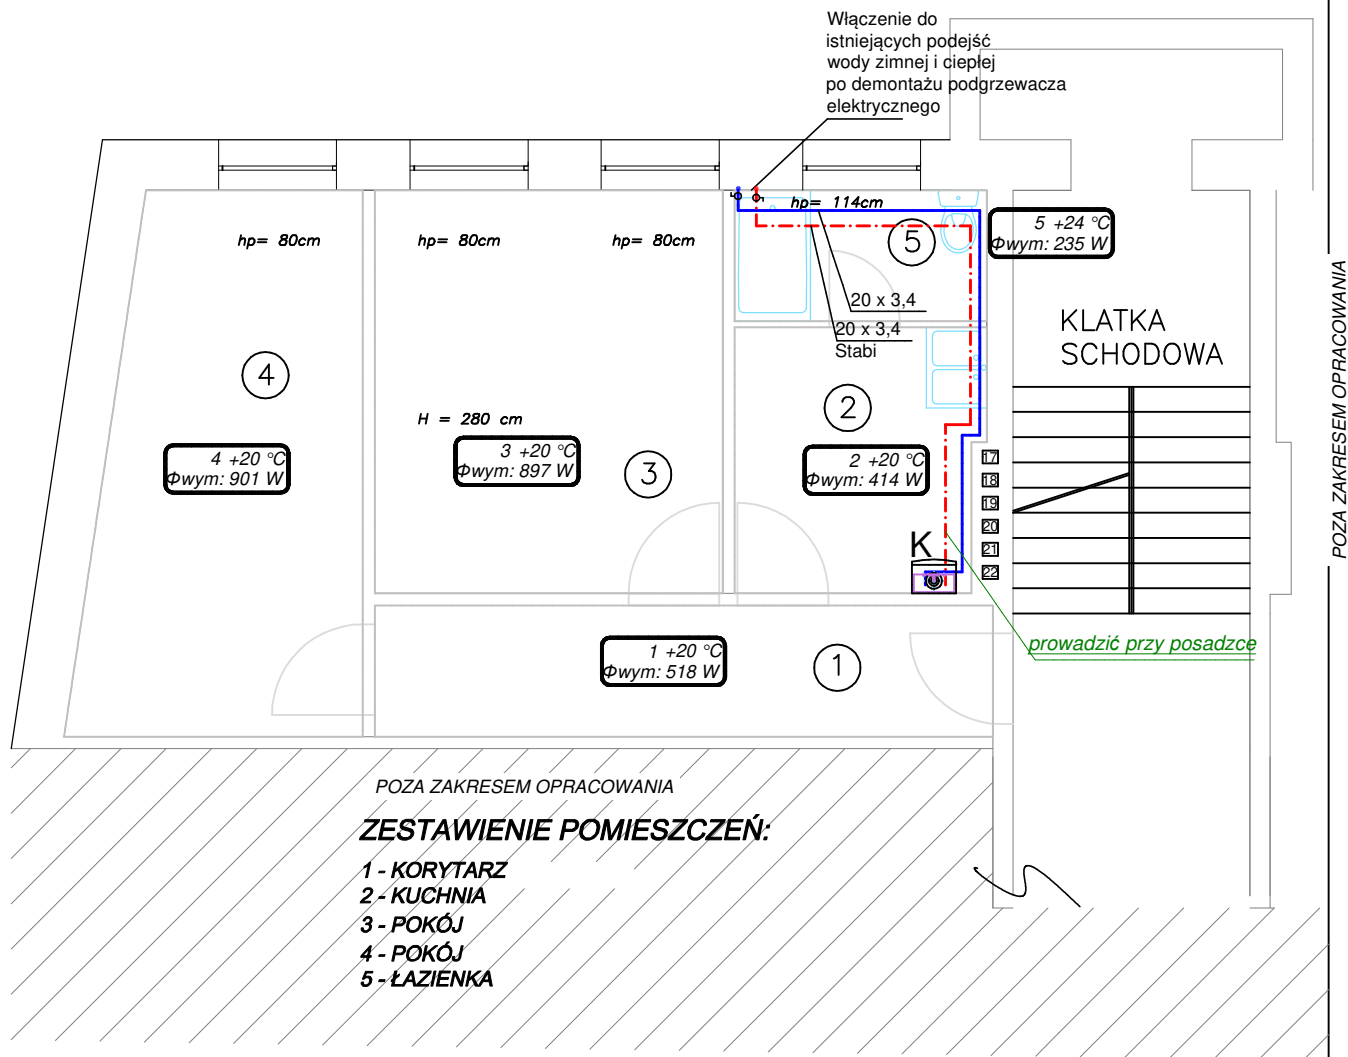 Włączenie do
istniejących podejść
wody zimnej i ciepłej
po demontażu podgrzewacza
elektrycznego
hp= 114cm
hp= 80cm
hp= 80cm
hp= 80cm
5
5 +24 °C
Φwym: 235 W
20 x 3,4
20 x 3,4
Stabi
KLATKA
SCHODOWA
POZA ZAKRESEM OPRACOWANIA
4
2
H = 280 cm
4 +20 °C
Φwym: 901 W
3 +20 °C
Φwym: 897 W
3
2 +20 °C
Φwym: 414 W
17
18
19
20
21
22
K
prowadzić przy posadzce
1 +20 °C
Φwym: 518 W
1
POZA ZAKRESEM OPRACOWANIA
ZESTAWIENIE POMIESZCZEŃ:
1 - KORYTARZ
2 - KUCHNIA
3 - POKÓJ
4 - POKÓJ
5 - ŁAZIENKA